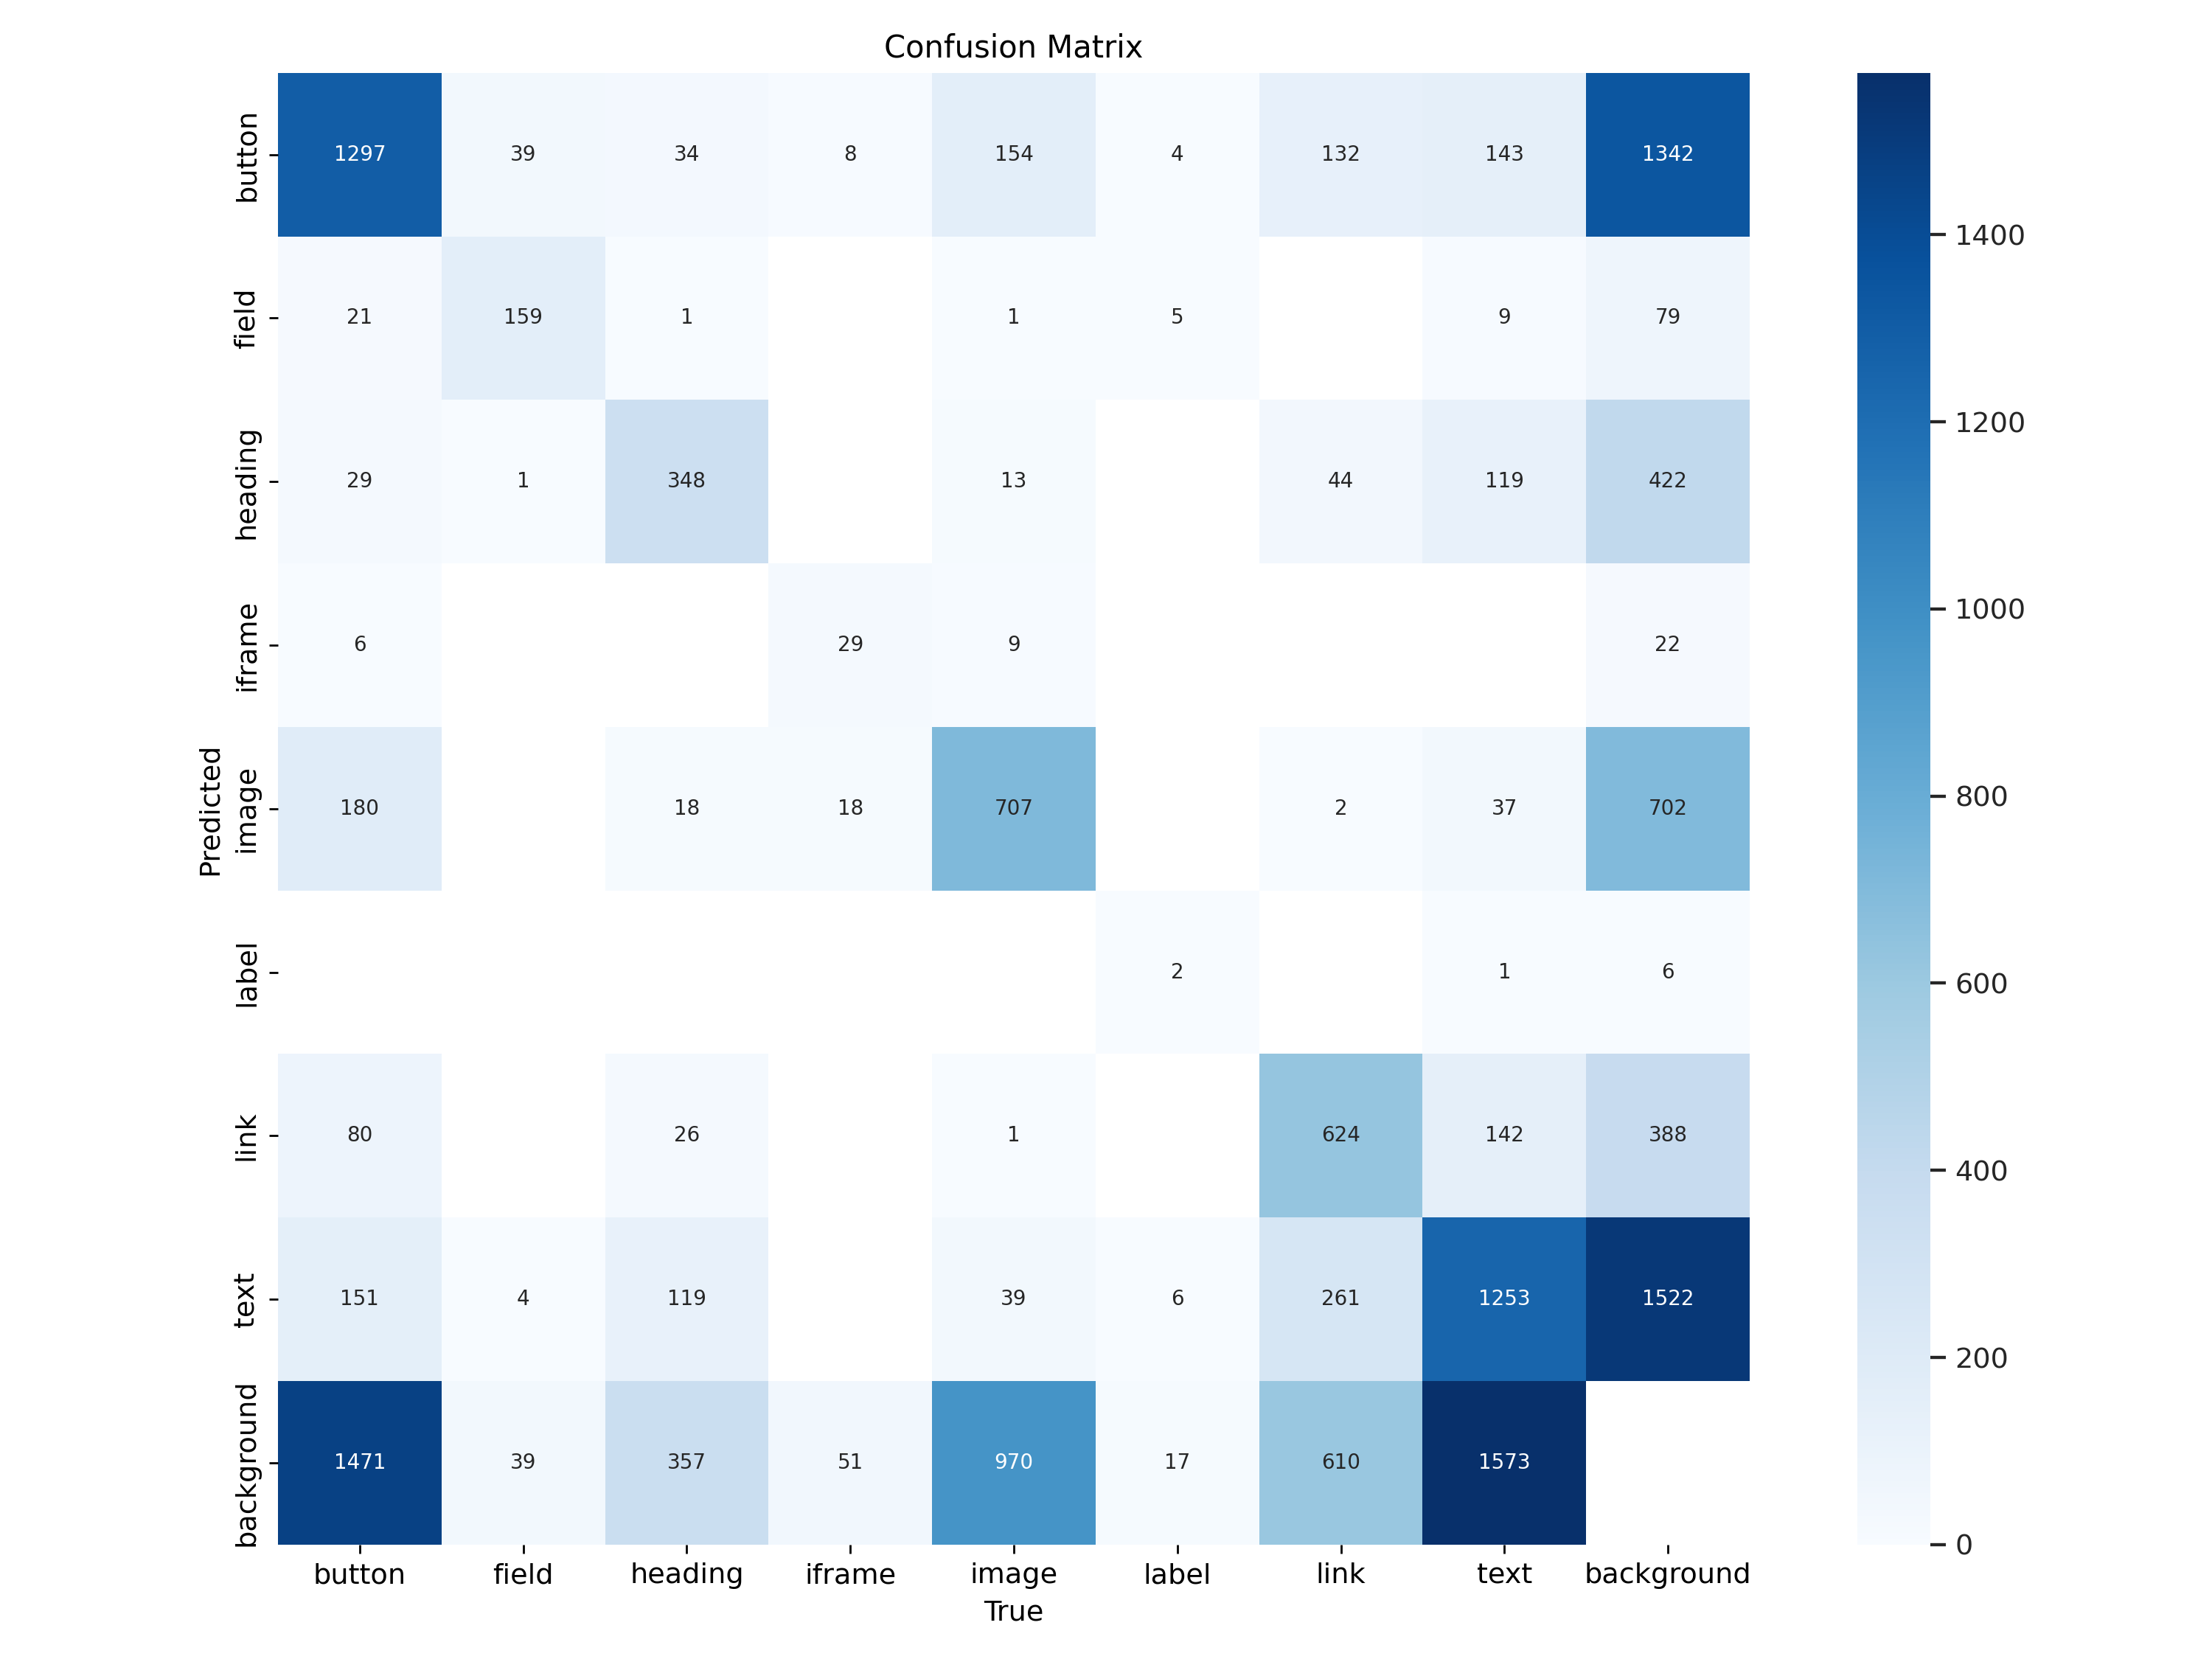 Confusion Matrix
button 1297 39 34 8 154 4 132 143 1342
field 21 159 1 1 5 9 79
heading 29 1 348 13 44 119 422
iframe 6 29 9 22
image 180 18 18 707 2 37 702
label 2 1 6
link 80 26 1 624 142 388
text 151 4 119 39 6 261 1253 1522
background 1471 39 357 51 970 17 610 1573
button field heading iframe image label link text background
True
Predicted
1400
1200
1000
800
600
400
200
0